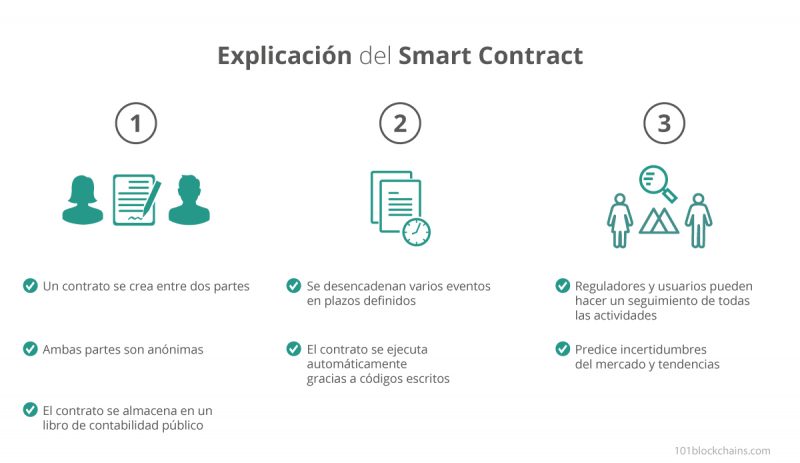 Explicación del Smart Contract
1
Un contrato se crea entre dos partes
Ambas partes son anónimas
El contrato se almacena en un
libro de contabilidad público
2
Se desencadenan varios eventos
en plazos definidos
El contrato se ejecuta
automáticamente
gracias a códigos escritos
3
Reguladores y usuarios pueden
hacer un seguimiento de todas
las actividades
Predice incertidumbres
del mercado y tendencias
101blockchains.com